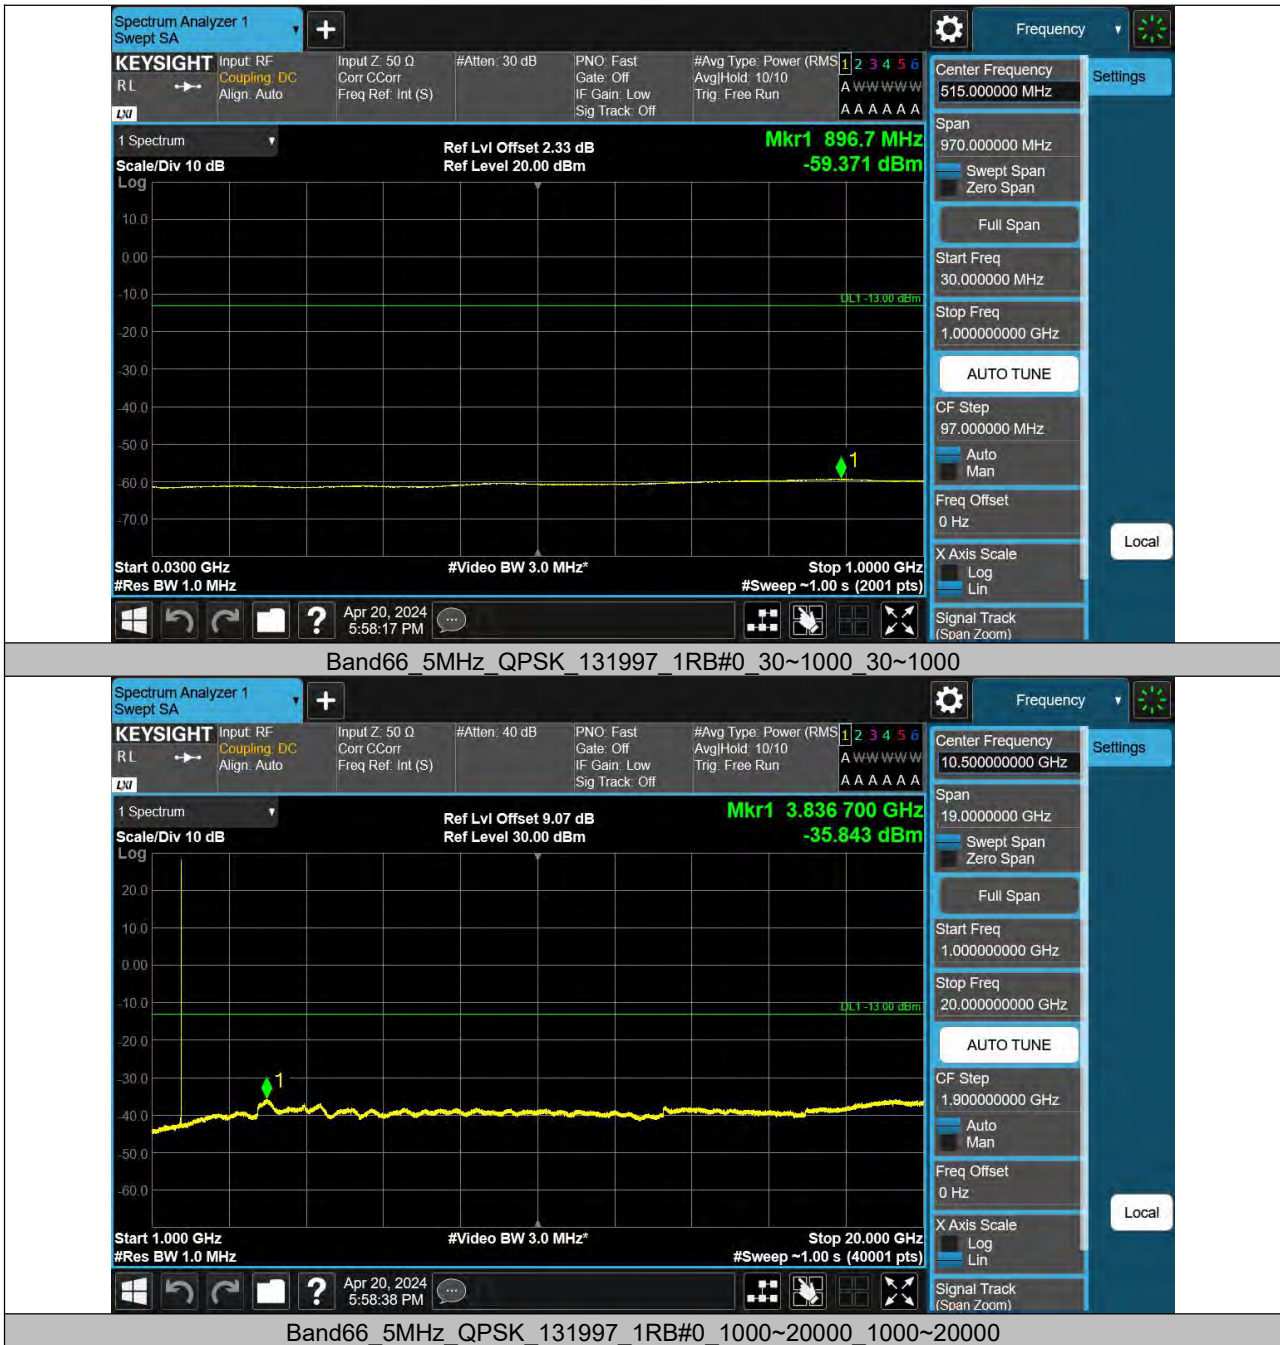 Spectrum Analyzer 1
Swept SA
Frequency
KEYSIGHT
Input: RF
Input Z: 50 Ω
#Atten: 30 dB
PNO: Fast
#Avg Type: Power (RMS
1 2 3 4 5 6
R L
Coupling: DC
Corr CCorr
Gate: Off
Avg|Hold: 10/10
A W W W W W
Align: Auto
Freq Ref: Int (S)
IF Gain: Low
Trig: Free Run
LXI
Sig Track: Off
A A A A A A
Center Frequency
515.000000 MHz
Settings
1 Spectrum
Ref Lvl Offset 2.33 dB
Mkr1 896.7 MHz
Scale/Div 10 dB
Ref Level 20.00 dBm
-59.371 dBm
Log
10.0
0.00
-10.0
-20.0
-30.0
-40.0
-50.0
-60.0
-70.0
DL1 -13.00 dBm
1
Span
970.000000 MHz
Swept Span
Zero Span
Full Span
Start Freq
30.000000 MHz
Stop Freq
1.000000000 GHz
AUTO TUNE
CF Step
97.000000 MHz
Auto
Man
Freq Offset
0 Hz
X Axis Scale
Log
Lin
Signal Track
(Span Zoom)
Local
Start 0.0300 GHz
#Video BW 3.0 MHz*
Stop 1.0000 GHz
#Res BW 1.0 MHz
#Sweep ~1.00 s (2001 pts)
?
Apr 20, 2024
5:58:17 PM
Band66_5MHz_QPSK_131997_1RB#0_30~1000_30~1000
Spectrum Analyzer 1
Swept SA
Frequency
KEYSIGHT
Input: RF
Input Z: 50 Ω
#Atten: 40 dB
PNO: Fast
#Avg Type: Power (RMS
1 2 3 4 5 6
R L
Coupling: DC
Corr CCorr
Gate: Off
Avg|Hold: 10/10
A W W W W W
Align: Auto
Freq Ref: Int (S)
IF Gain: Low
Trig: Free Run
LXI
Sig Track: Off
A A A A A A
Center Frequency
10.500000000 GHz
Settings
1 Spectrum
Ref Lvl Offset 9.07 dB
Mkr1 3.836 700 GHz
Scale/Div 10 dB
Ref Level 30.00 dBm
-35.843 dBm
Log
20.0
10.0
0.00
-10.0
-20.0
-30.0
-40.0
-50.0
-60.0
DL1 -13.00 dBm
1
Span
19.0000000 GHz
Swept Span
Zero Span
Full Span
Start Freq
1.000000000 GHz
Stop Freq
20.000000000 GHz
AUTO TUNE
CF Step
1.900000000 GHz
Auto
Man
Freq Offset
0 Hz
X Axis Scale
Log
Lin
Signal Track
(Span Zoom)
Local
Start 1.000 GHz
#Video BW 3.0 MHz*
Stop 20.000 GHz
#Res BW 1.0 MHz
#Sweep ~1.00 s (40001 pts)
?
Apr 20, 2024
5:58:38 PM
Band66_5MHz_QPSK_131997_1RB#0_1000~20000_1000~20000